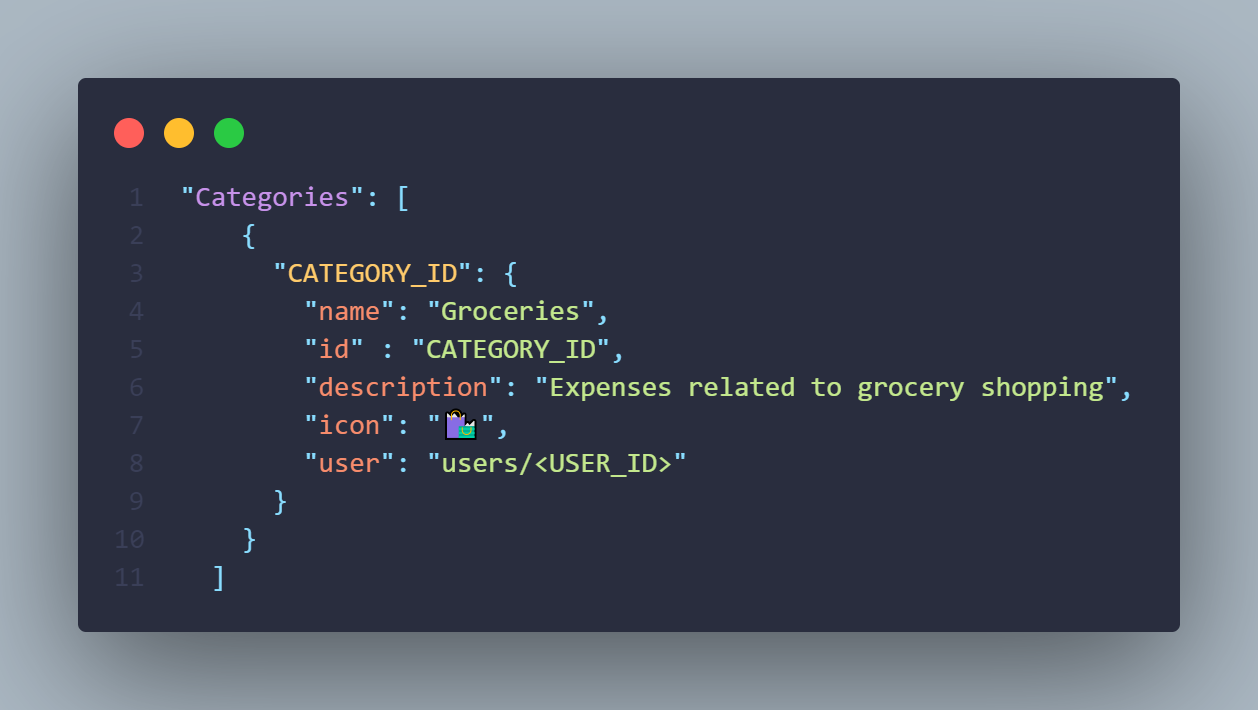 1 "Categories": [
2 {
3 "CATEGORY_ID": {
4 "name": "Groceries",
5 "id" : "CATEGORY_ID",
6 "description": "Expenses related to grocery shopping",
7 "icon": "🛍️",
8 "user": "users/<USER_ID>"
9 }
10 }
11 ]